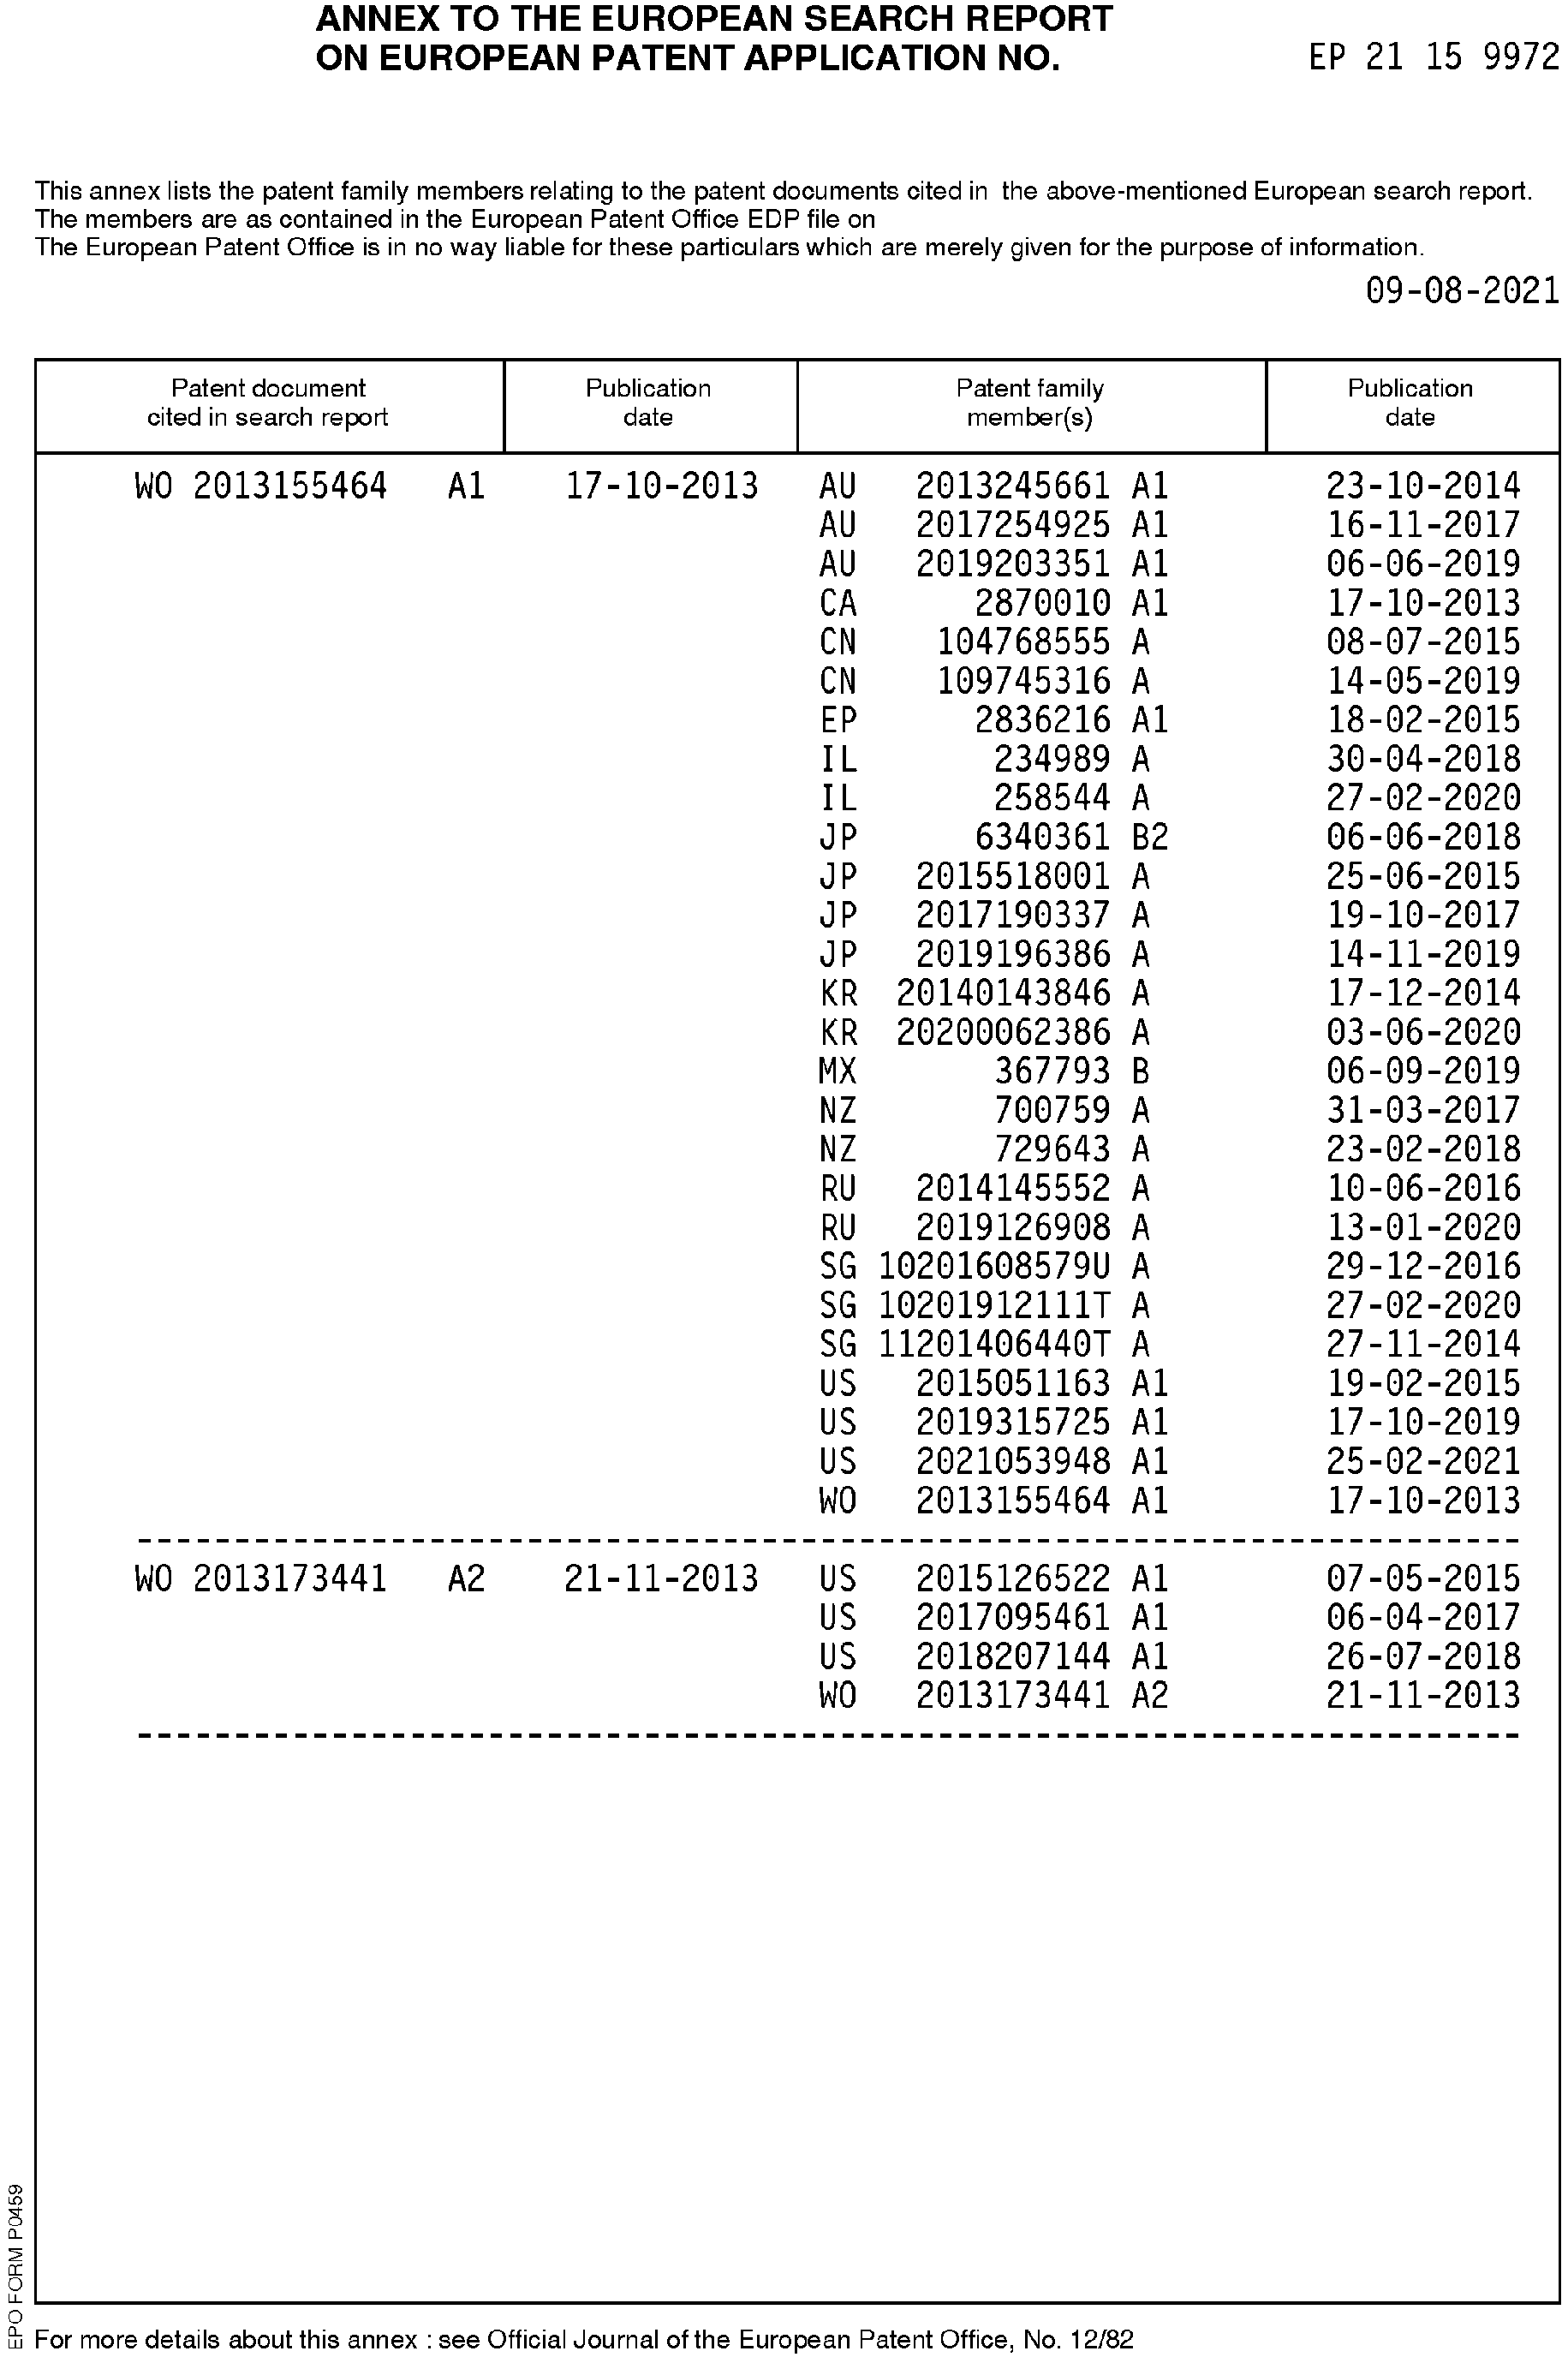 ANNEX TO THE EUROPEAN SEARCH REPORT
ON EUROPEAN PATENT APPLICATION NO. EP 21 15 9972
This annex lists the patent family members relating to the patent documents cited in the above-mentioned European search report.
The members are as contained in the European Patent Office EDP file on
The European Patent Office is in no way liable for these particulars which are merely given for the purpose of information.
09-08-2021
Patent document Publication Patent family Publication
cited in search report date member(s) date
WO 2013155464 A1 17-10-2013 AU 2013245661 A1 23-10-2014
AU 2017254925 A1 16-11-2017
AU 2019203351 A1 06-06-2019
CA 2870010 A1 17-10-2013
CN 104768555 A 08-07-2015
CN 109745316 A 14-05-2019
EP 2836216 A1 18-02-2015
IL 234989 A 30-04-2018
IL 258544 A 27-02-2020
JP 6340361 B2 06-06-2018
JP 2015518001 A 25-06-2015
JP 2017190337 A 19-10-2017
JP 2019196386 A 14-11-2019
KR 20140143846 A 17-12-2014
KR 20200062386 A 03-06-2020
MX 367793 B 06-09-2019
NZ 700759 A 31-03-2017
NZ 729643 A 23-02-2018
RU 2014145552 A 10-06-2016
RU 2019126908 A 13-01-2020
SG 10201608579U A 29-12-2016
SG 10201912111T A 27-02-2020
SG 11201406440T A 27-11-2014
US 2015051163 A1 19-02-2015
US 2019315725 A1 17-10-2019
US 2021053948 A1 25-02-2021
WO 2013155464 A1 17-10-2013
WO 2013173441 A2 21-11-2013 US 2015126522 A1 07-05-2015
US 2017095461 A1 06-04-2017
US 2018207144 A1 26-07-2018
WO 2013173441 A2 21-11-2013
EPO FORM P0459
For more details about this annex : see Official Journal of the European Patent Office, No. 12/82